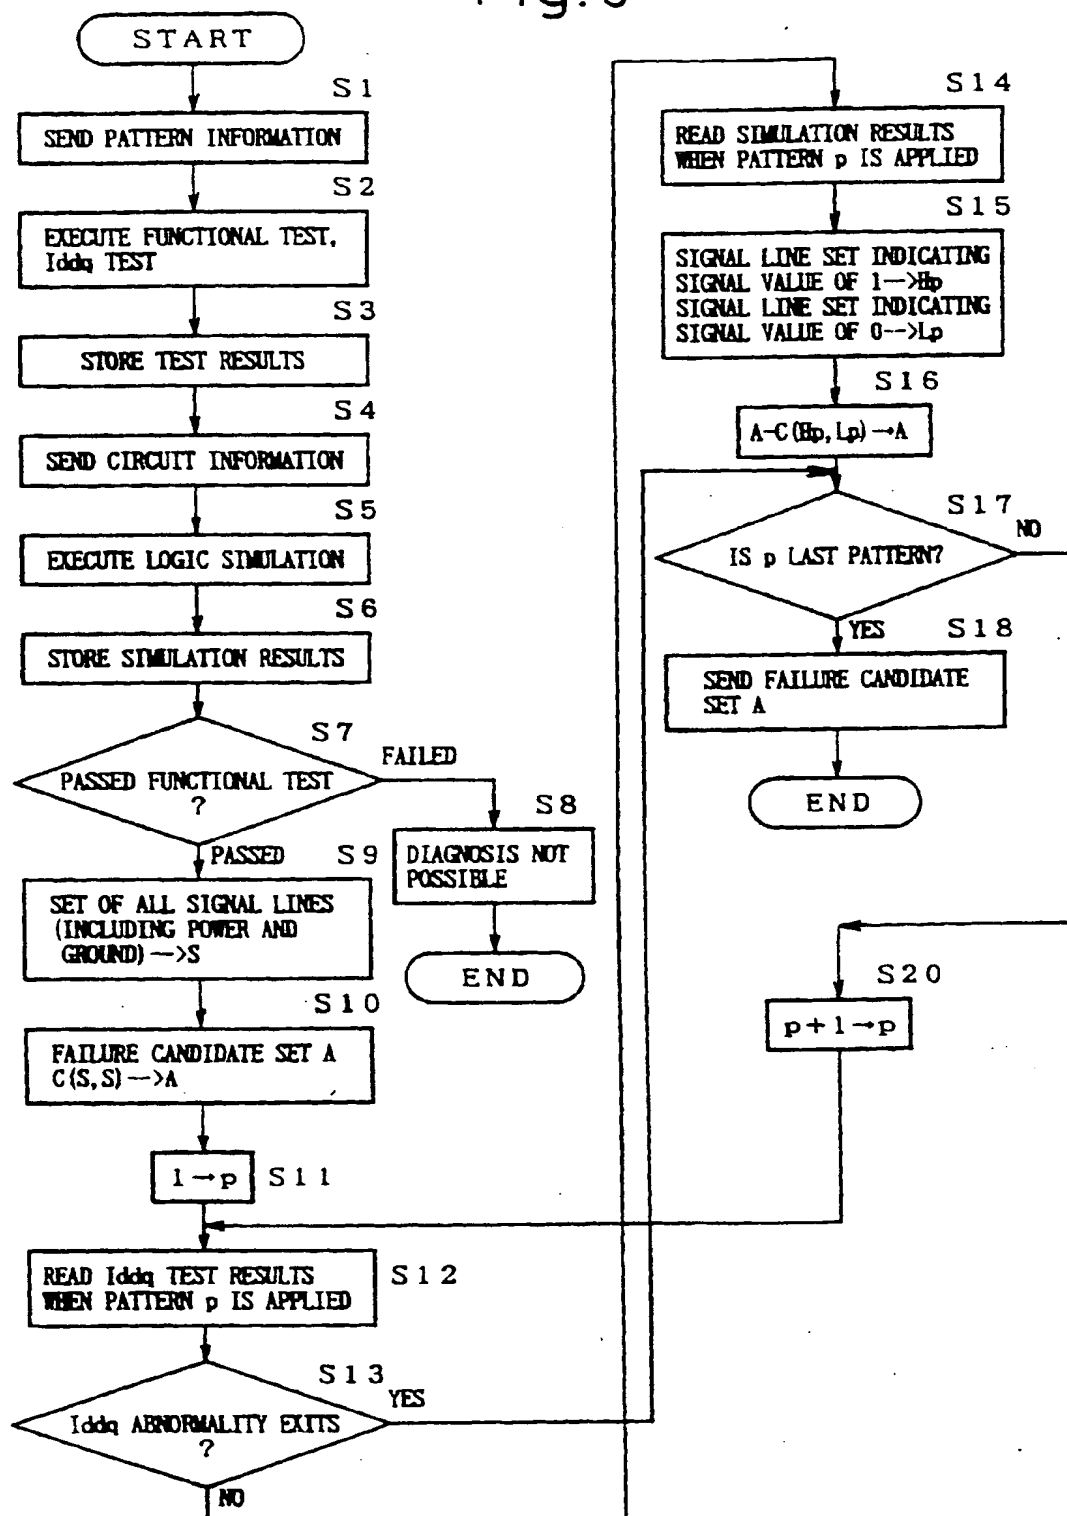 START
S1
SEND PATTERN INFORMATION
S2
EXECUTE FUNCTIONAL TEST,
Iddq TEST
S3
STORE TEST RESULTS
S4
SEND CIRCUIT INFORMATION
S5
EXECUTE LOGIC SIMULATION
S6
STORE SIMULATION RESULTS
S7
PASSED FUNCTIONAL TEST
?
FAILED
S8
DIAGNOSIS NOT
POSSIBLE
END
PASSED
S9
SET OF ALL SIGNAL LINES
(INCLUDING POWER AND
GROUND)-->S
S10
FAILURE CANDIDATE SET A
C(S,S)-->A
1→p
S11
READ Iddq TEST RESULTS
WHEN PATTERN p IS APPLIED
S12
S13
Iddq ABNORMALITY EXITS
?
YES
NO
S14
READ SIMULATION RESULTS
WHEN PATTERN p IS APPLIED
S15
SIGNAL LINE SET INDICATING
SIGNAL VALUE OF 1-->Hp
SIGNAL LINE SET INDICATING
SIGNAL VALUE OF 0-->Lp
S16
A-C(Hp,Lp)→A
S17
IS p LAST PATTERN?
NO
YES
S18
SEND FAILURE CANDIDATE
SET A
END
S20
p+1→p